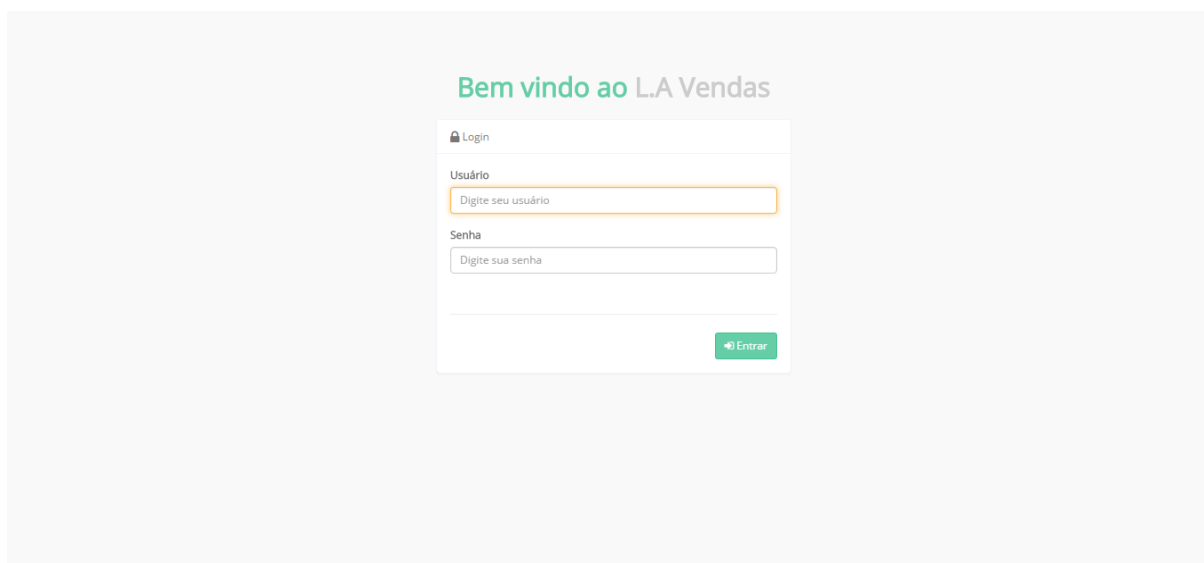 Bem vindo ao L.A Vendas
Login
Usuário
Digite seu usuário
Senha
Digite sua senha
Entrar